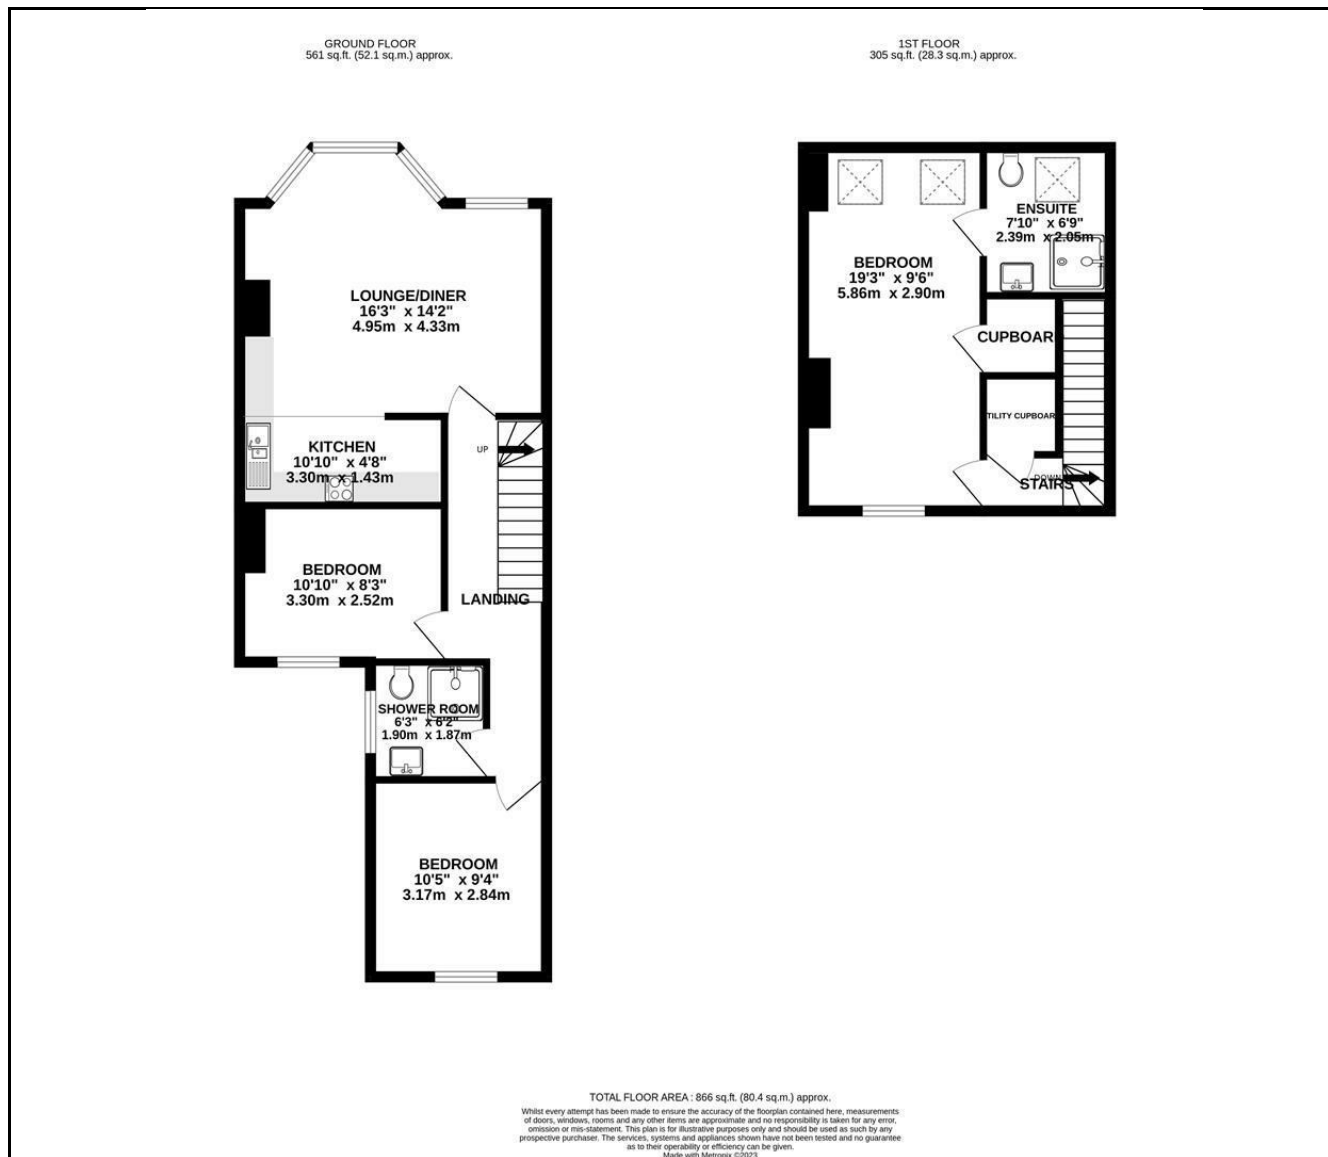 GROUND FLOOR
561 sq.ft. (52.1 sq.m.) approx.
1ST FLOOR
305 sq.ft. (28.3 sq.m.) approx.
LOUNGE/DINER
16'3" x 14'2"
4.95m x 4.33m
KITCHEN
10'10" x 4'8"
3.30m x 1.43m
UP
BEDROOM
10'10" x 8'3"
3.30m x 2.52m
LANDING
SHOWER ROOM
6'3" x 6'2"
1.90m x 1.87m
BEDROOM
10'5" x 9'4"
3.17m x 2.84m
ENSUITE
7'10" x 6'9"
2.39m x 2.05m
BEDROOM
19'3" x 9'6"
5.86m x 2.90m
CUPBOAR
TILITY CUPBOAR
DOWN
STAIRS
TOTAL FLOOR AREA : 866 sq.ft. (80.4 sq.m.) approx.
Whilst every attempt has been made to ensure the accuracy of the floorplan contained here, measurements
of doors, windows, rooms and any other items are approximate and no responsibility is taken for any error,
omission or mis-statement. This plan is for illustrative purposes only and should be used as such by any
prospective purchaser. The services, systems and appliances shown have not been tested and no guarantee
as to their operability or efficiency can be given.
Made with Metropix ©2023